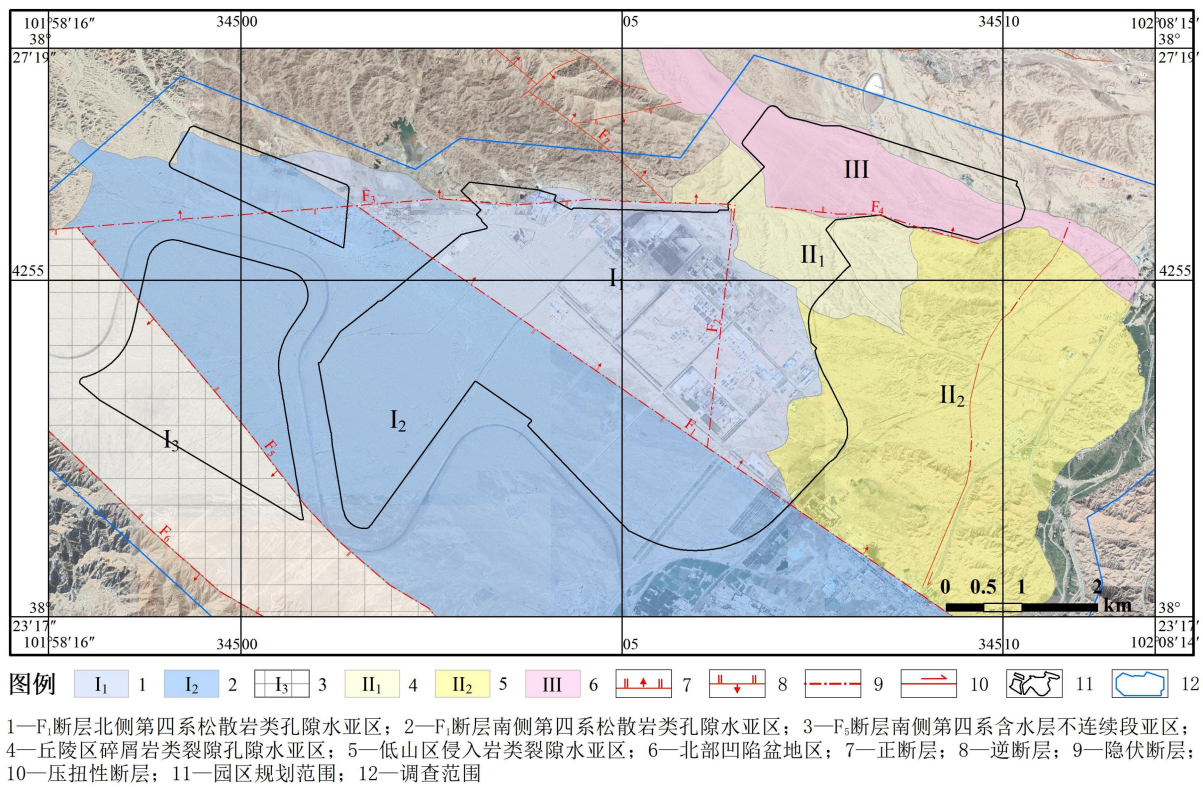 101°58′16″ 34500 05 34510 102°08′15″
38° 38°
27′19″ 27′19″
III
F₃
F₄
II₁
I₁
4255 4255
F₂
II₂
I₂
F₁
I₃
F₅
F₆
0 0.5 1 2
km
38° 38°
23′17″ 23′17″
101°58′16″ 34500 05 34510 102°08′14″
图例 I₁ 1 I₂ 2 I₃ 3 II₁ 4 II₂ 5 III 6 7 8 9 10 11 12
1—F₁断层北侧第四系松散岩类孔隙水亚区；2—F₁断层南侧第四系松散岩类孔隙水亚区；3—F₅断层南侧第四系含水层不连续段亚区；
4—丘陵区碎屑岩类裂隙孔隙水亚区；5—低山区侵入岩类裂隙水亚区；6—北部凹陷盆地区；7—正断层；8—逆断层；9—隐伏断层；
10—压扭性断层；11—园区规划范围；12—调查范围